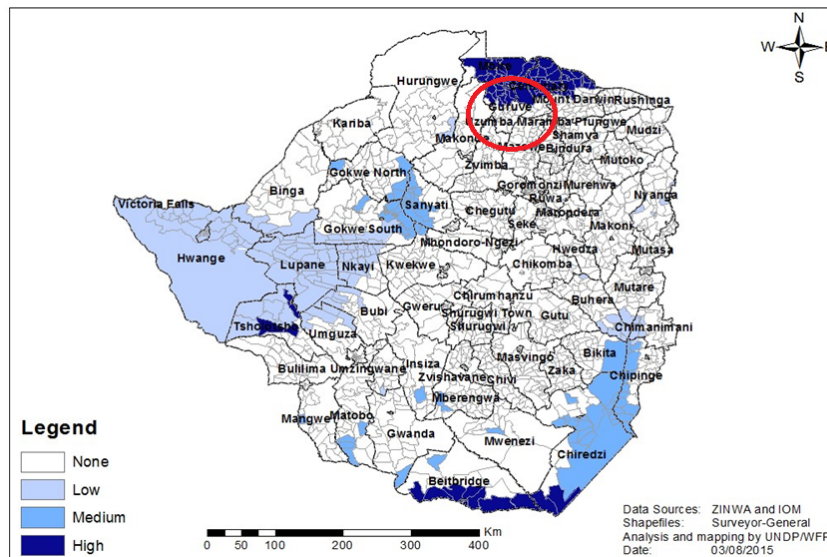 N
W
E
S
Mbire
Centenary
Hurungwe
Guruve
Mount Darwin
Rushinga
Kariba
Uzumba Maramba Pfungwe
Makonde
Shamva
Mudzi
Mazowe
Bindura
Zvimba
Mutoko
Gokwe North
Binga
Goromonzi
Murehwa
Ruwa
Nyanga
Victoria Falls
Sanyati
Chegutu
Marondera
Seke
Makoni
Gokwe South
Mhondoro-Ngezi
Hwedza
Mutasa
Hwange
Lupane
Nkayi
Kwekwe
Chikomba
Mutare
Buhera
Chirumhanzu
Tsholotsho
Bubi
Gweru
Shurugwi Town
Gutu
Chimanimani
Umguza
Shurugwi
Bikita
Masvingo
Bulilima
Umzingwane
Insiza
Zvishavane
Chivi
Zaka
Chipinge
Mberengwa
Mangwe
Matobo
Gwanda
Mwenezi
Chiredzi
Beitbridge
Legend
None
Low
Medium
High
Km
0 25 50 100 200 300 400
Data Sources: ZINWA and IOM
Shapefiles: Surveyor-General
Analysis and mapping by UNDP/WFP
Date: 03/08/2015